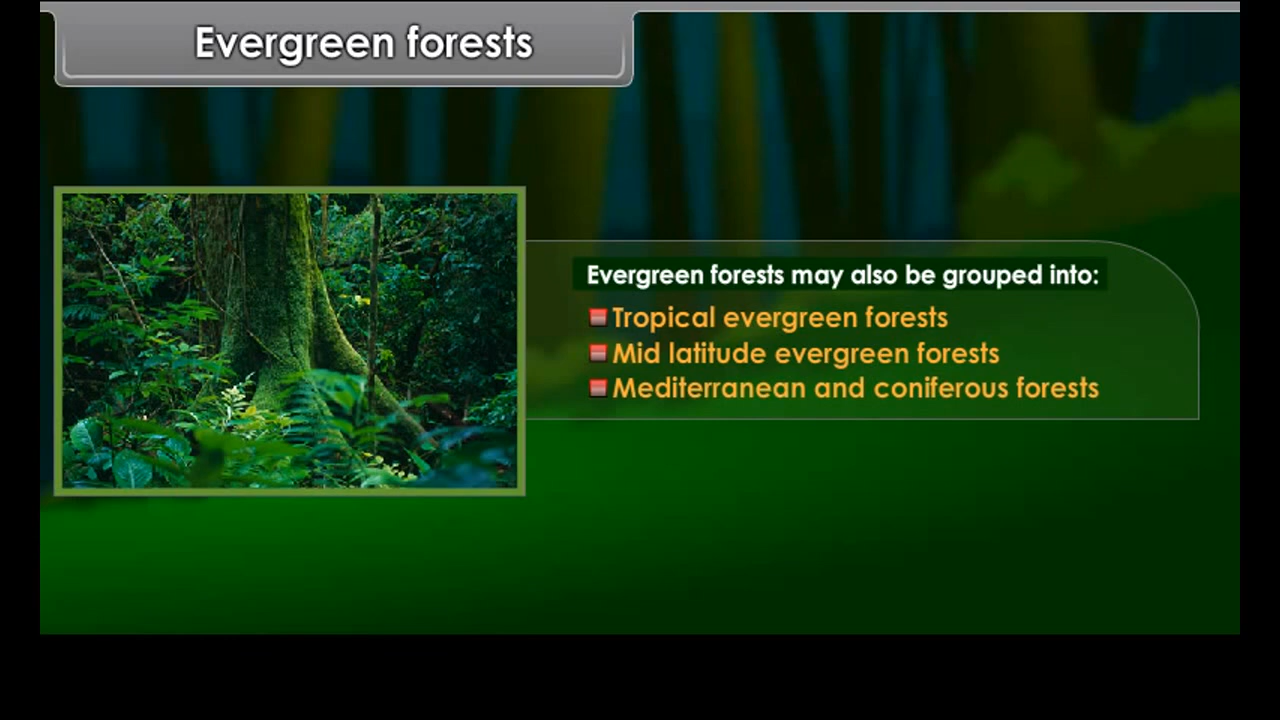 Evergreen forests
Evergreen forests may also be grouped into:
Tropical evergreen forests
Mid latitude evergreen forests
Mediterranean and coniferous forests